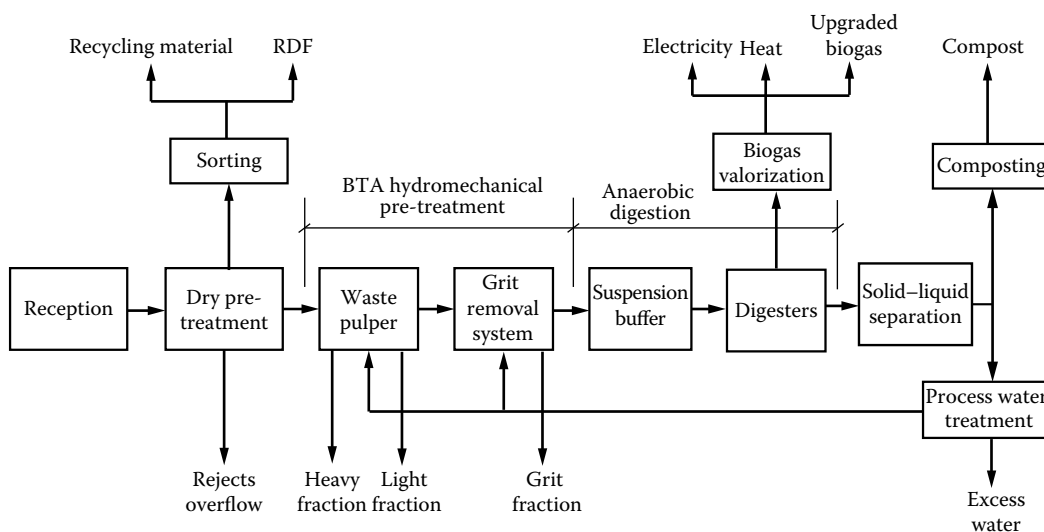 Recycling material
RDF
Electricity
Heat
Upgraded
biogas
Compost
Sorting
Biogas
valorization
Composting
BTA hydromechanical
pre-treatment
Anaerobic
digestion
Reception
Dry pre-
treatment
Waste
pulper
Grit
removal
system
Suspension
buffer
Digesters
Solid–liquid
separation
Process water
treatment
Rejects
overflow
Heavy
fraction
Light
fraction
Grit
fraction
Excess
water